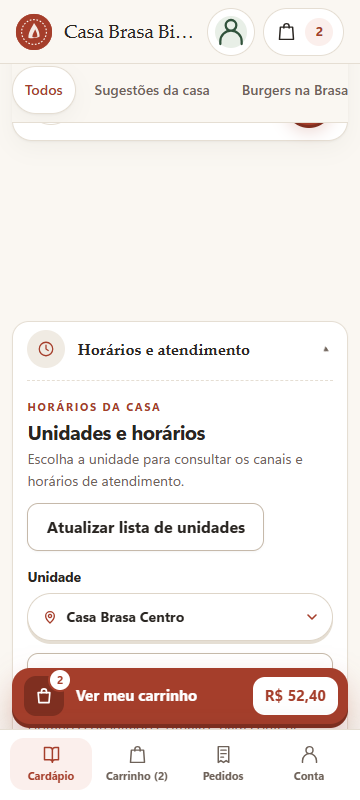 Casa Brasa Bi...
2
Todos
Sugestões da casa
Burgers na Brasa
Horários e atendimento
HORÁRIOS DA CASA
Unidades e horários
Escolha a unidade para consultar os canais e
horários de atendimento.
Atualizar lista de unidades
Unidade
Casa Brasa Centro
2
Ver meu carrinho
R$ 52,40
Cardápio
Carrinho (2)
Pedidos
Conta